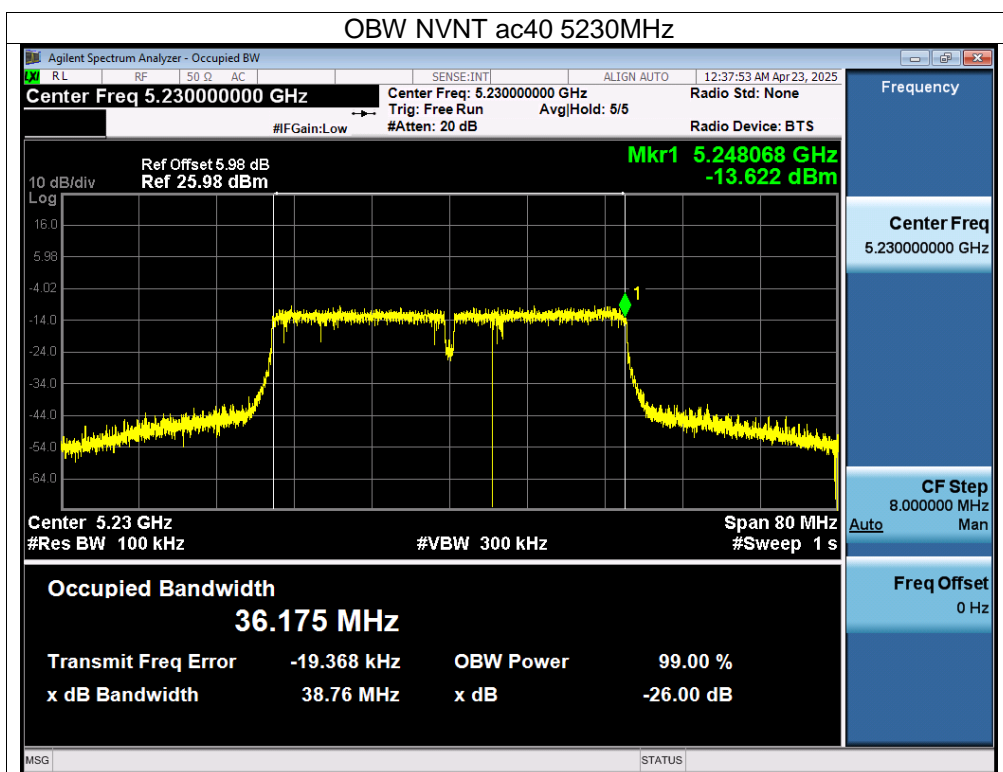 OBW NVNT ac40 5230MHz
Agilent Spectrum Analyzer - Occupied BW
LXI RL RF 50 Ω AC SENSE:INT ALIGN AUTO 12:37:53 AM Apr 23, 2025
Center Freq 5.230000000 GHz
Center Freq: 5.230000000 GHz Radio Std: None
Trig: Free Run Avg|Hold: 5/5
#IFGain:Low #Atten: 20 dB Radio Device: BTS
Frequency
Mkr1 5.248068 GHz
-13.622 dBm
Ref Offset 5.98 dB
10 dB/div Ref 25.98 dBm
Log
16.0
5.98
-4.02
-14.0
-24.0
-34.0
-44.0
-54.0
-64.0
1
Center 5.23 GHz Span 80 MHz
#Res BW 100 kHz #VBW 300 kHz #Sweep 1 s
Center Freq
5.230000000 GHz
CF Step
8.000000 MHz
Auto Man
Freq Offset
0 Hz
Occupied Bandwidth
36.175 MHz
Transmit Freq Error -19.368 kHz OBW Power 99.00 %
x dB Bandwidth 38.76 MHz x dB -26.00 dB
MSG STATUS